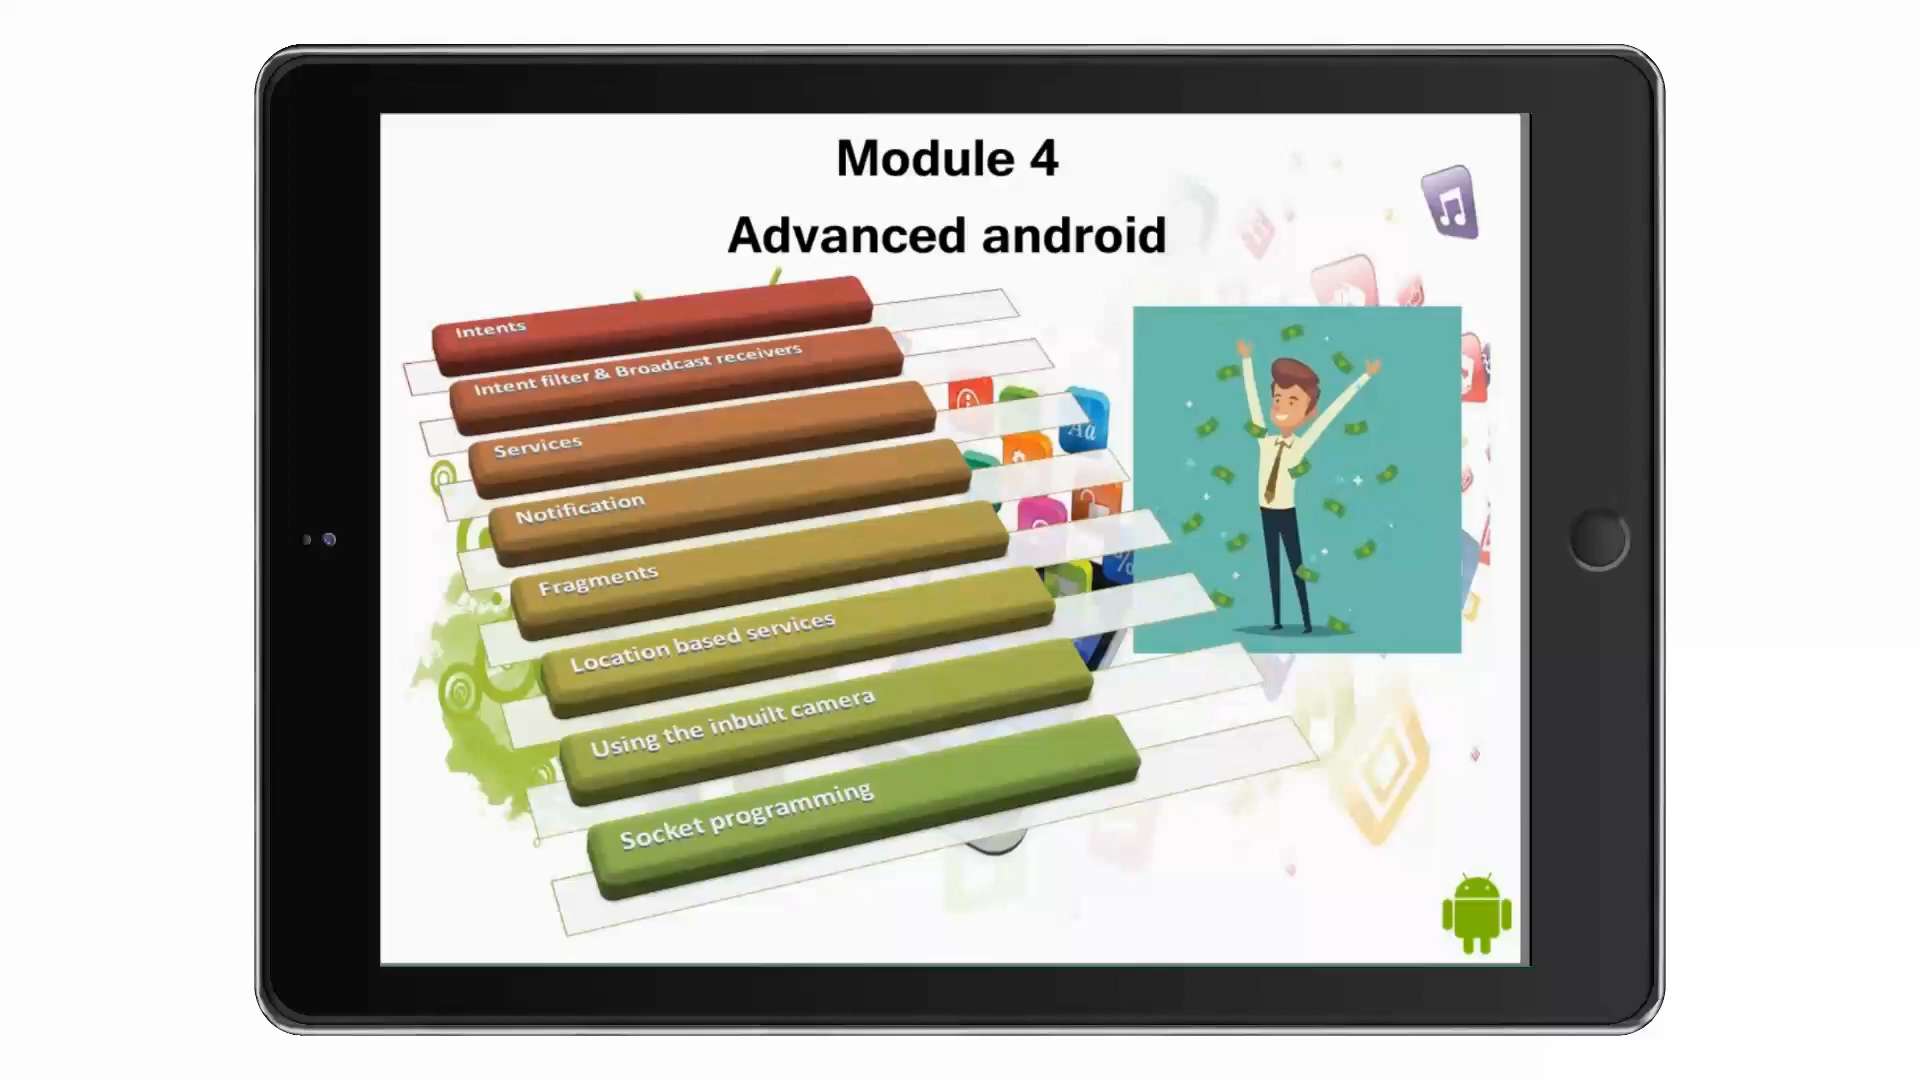 Module 4
Advanced android
Intents
Intent filter & Broadcast receivers
Services
Notification
Fragments
Location based services
Using the inbuilt camera
Socket programming
Aa
%